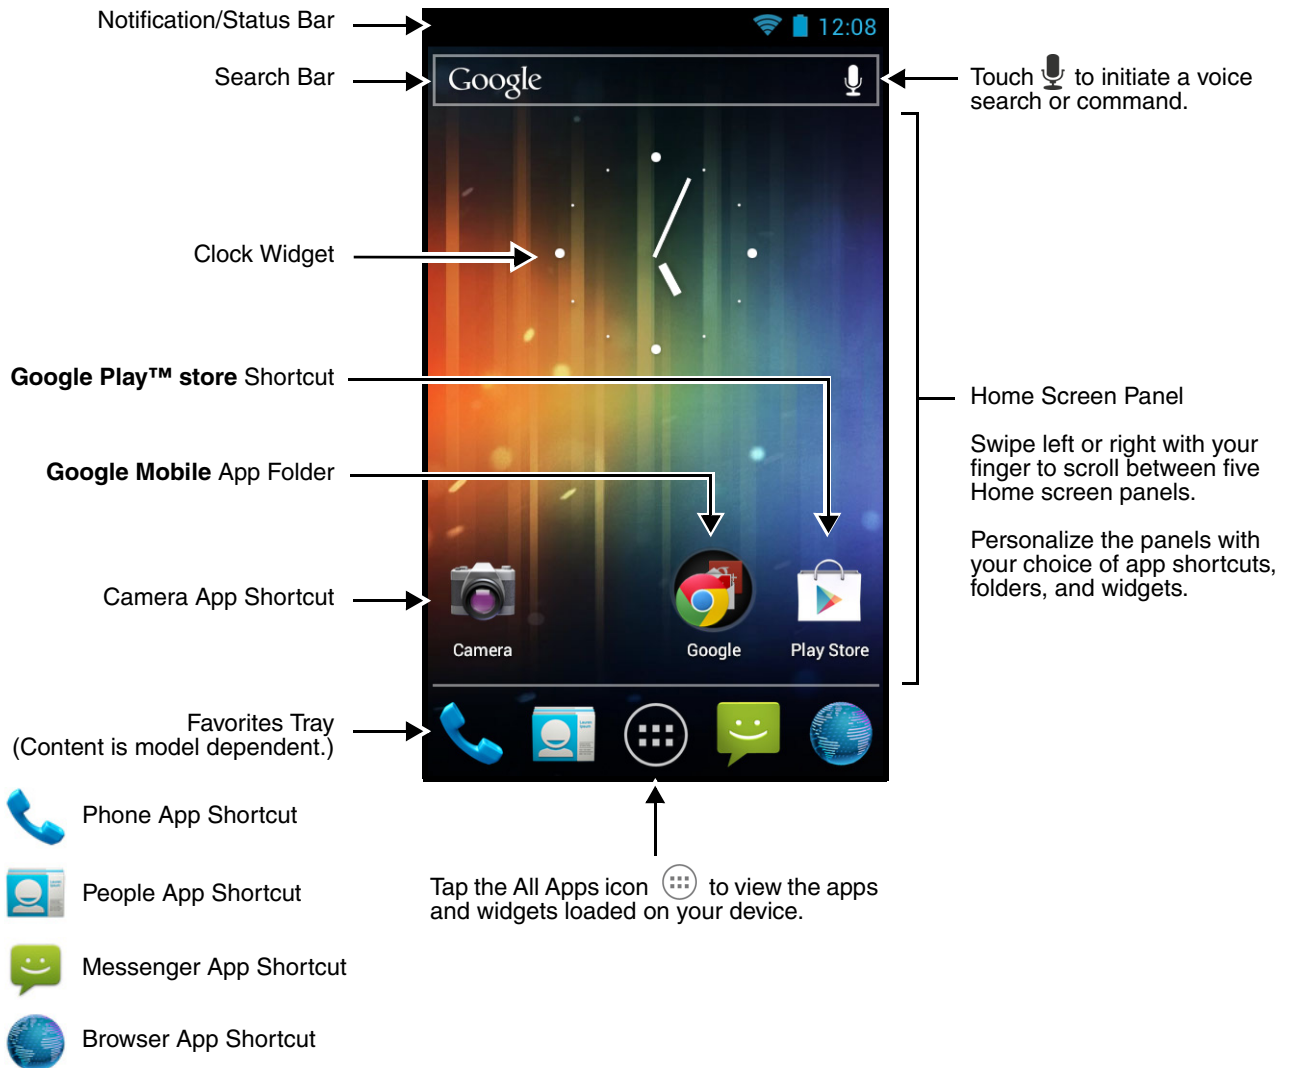 Notification/Status Bar
12:08
Search Bar
Google
Touch to initiate a voice
search or command.
Clock Widget
Google Play™ store Shortcut
Home Screen Panel
Google Mobile App Folder
Swipe left or right with your
finger to scroll between five
Home screen panels.
Personalize the panels with
your choice of app shortcuts,
folders, and widgets.
Camera App Shortcut
Camera
Google
Play Store
Favorites Tray
(Content is model dependent.)
Phone App Shortcut
People App Shortcut
Messenger App Shortcut
Browser App Shortcut
Tap the All Apps icon to view the apps
and widgets loaded on your device.